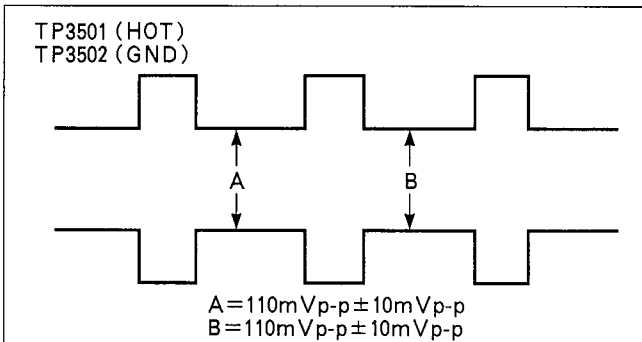 TP3501 (HOT)
TP3502 (GND)
A
B
A=110mVp-p±10mVp-p
B=110mVp-p±10mVp-p